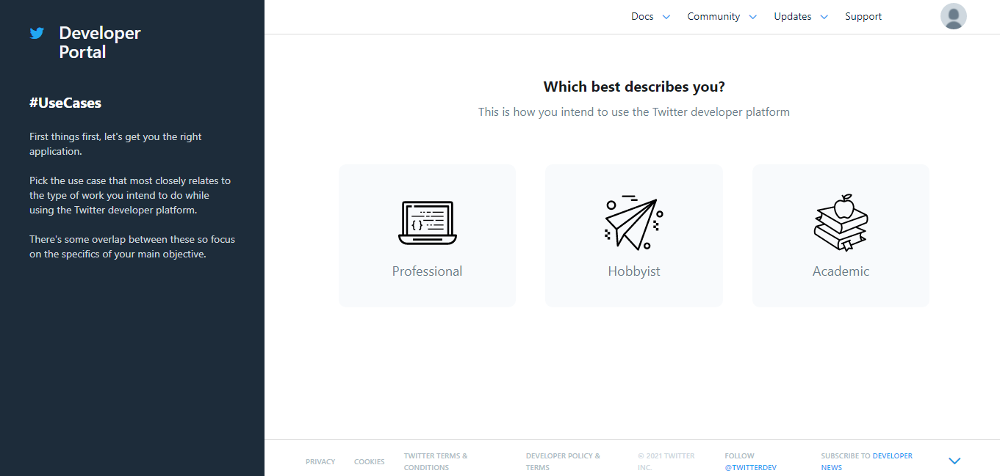 Developer
Portal
#UseCases
First things first, let's get you the right
application.
Pick the use case that most closely relates to
the type of work you intend to do while
using the Twitter developer platform.
There's some overlap between these so focus
on the specifics of your main objective.
Docs
Community
Updates
Support
Which best describes you?
This is how you intend to use the Twitter developer platform
{}
Professional
Hobbyist
Academic
PRIVACY
COOKIES
TWITTER TERMS &
CONDITIONS
DEVELOPER POLICY &
TERMS
© 2021 TWITTER
INC.
FOLLOW
@TWITTERDEV
SUBSCRIBE TO DEVELOPER
NEWS